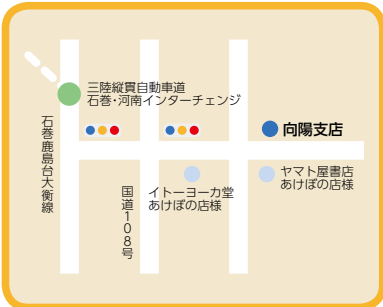 三陸縦貫自動車道
石巻・河南インターチェンジ
向陽支店
石巻鹿島台大衡線
国道108号
イトーヨーカ堂
あけぼの店様
ヤマト屋書店
あけぼの店様